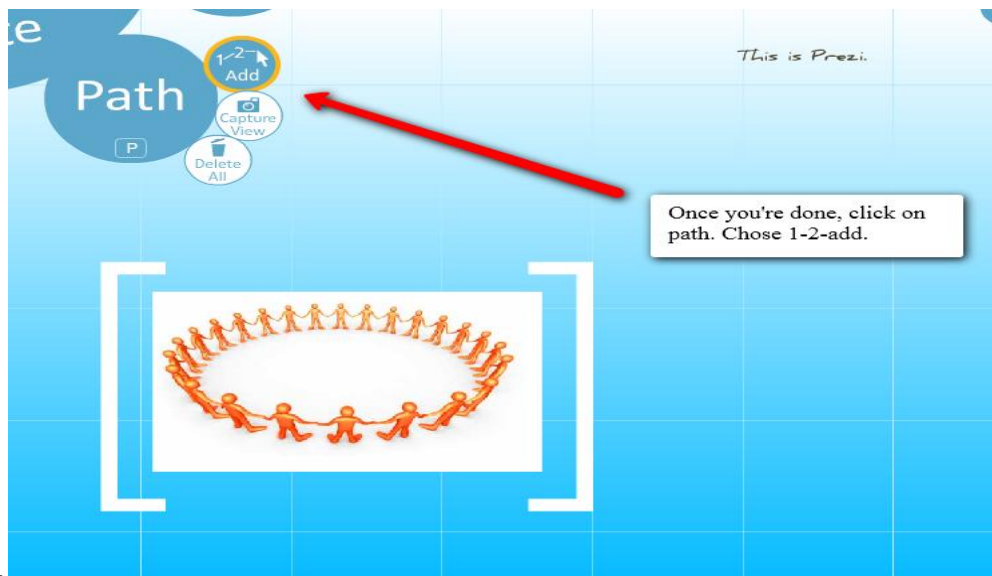 te
Path
P
1-2-
Add
Capture
View
Delete
All
This is Prezi.
Once you're done, click on
path. Chose 1-2-add.